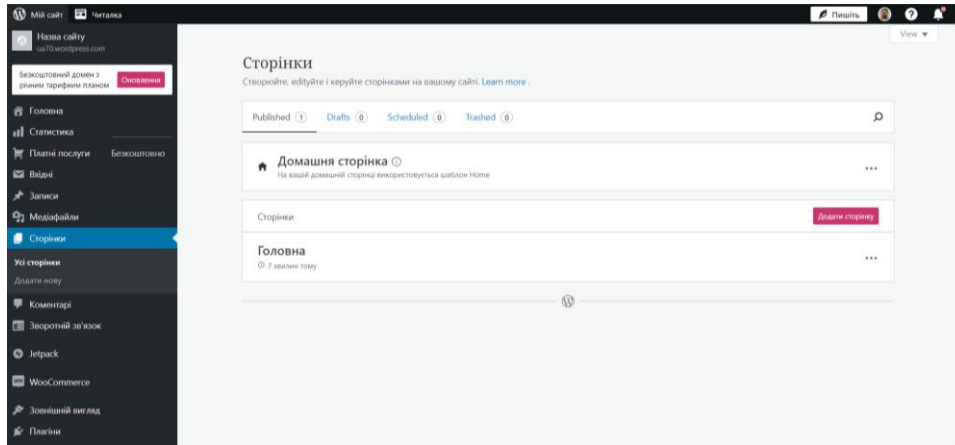 Мій сайт
Читалка
Пишіть
Назва сайту
ua70.wordpress.com
View
Безкоштовний домен з
річним тарифним планом
Оновлення
Сторінки
Створюйте, edityйте і керуйте сторінками на вашому сайті. Learn more .
Головна
Статистика
Платні послуги Безкоштовно
Вхідні
Записи
Медіафайли
Сторінки
Усі сторінки
Додати нову
Коментарі
Зворотній зв'язок
Jetpack
WooCommerce
Зовнішній вигляд
Плагіни
Published 1 Drafts 0 Scheduled 0 Trashed 0
Домашня сторінка
На вашій домашній сторінці використовується шаблон Home
Сторінки
Додати сторінку
Головна
7 хвилин тому